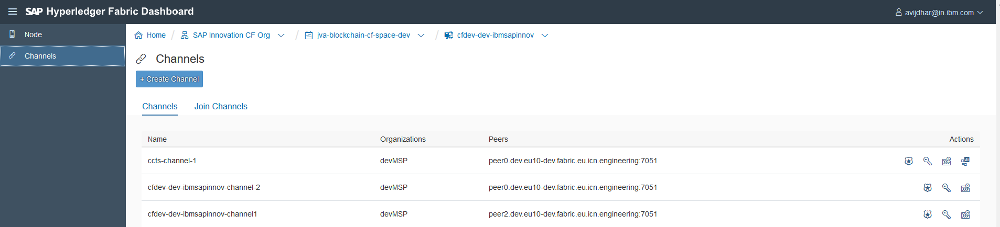 SAP Hyperledger Fabric Dashboard
avijdhar@in.ibm.com
Node
Channels
Home / SAP Innovation CF Org / jva-blockchain-cf-space-dev / cfdev-dev-ibmsapinnov
Channels
+ Create Channel
Channels Join Channels
Name Organizations Peers Actions
ccts-channel-1 devMSP peer0.dev.eu10-dev.fabric.eu.icn.engineering:7051
cfdev-dev-ibmsapinnov-channel-2 devMSP peer0.dev.eu10-dev.fabric.eu.icn.engineering:7051
cfdev-dev-ibmsapinnov-channel1 devMSP peer2.dev.eu10-dev.fabric.eu.icn.engineering:7051